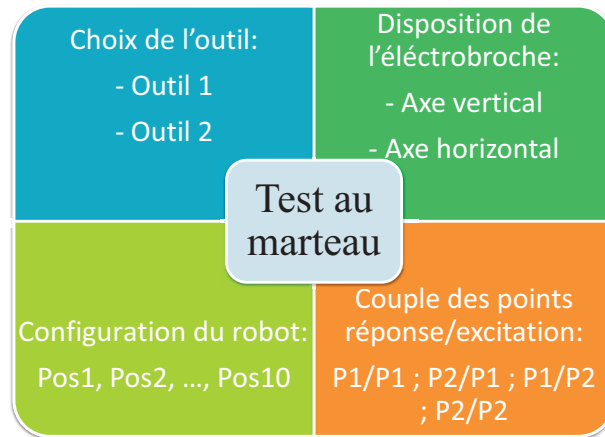 Choix de l’outil:
- Outil 1
- Outil 2
Disposition de
l’éléctrobroche:
- Axe vertical
- Axe horizontal
Test au
marteau
Configuration du robot:
Pos1, Pos2, ..., Pos10
Couple des points
réponse/excitation:
P1/P1 ; P2/P1 ; P1/P2
; P2/P2